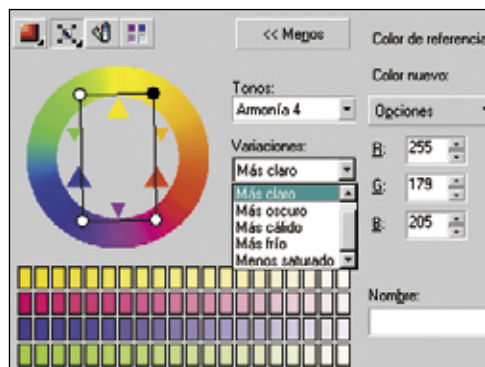 << Menos
Color de referencia
Tonos:
Color nuevo:
Armonía 4
Opciones
Variaciones:
R: 255
Más claro
G: 179
Más claro
Más oscuro
Más cálido
Más frío
Menos saturado
B: 205
Nombre: